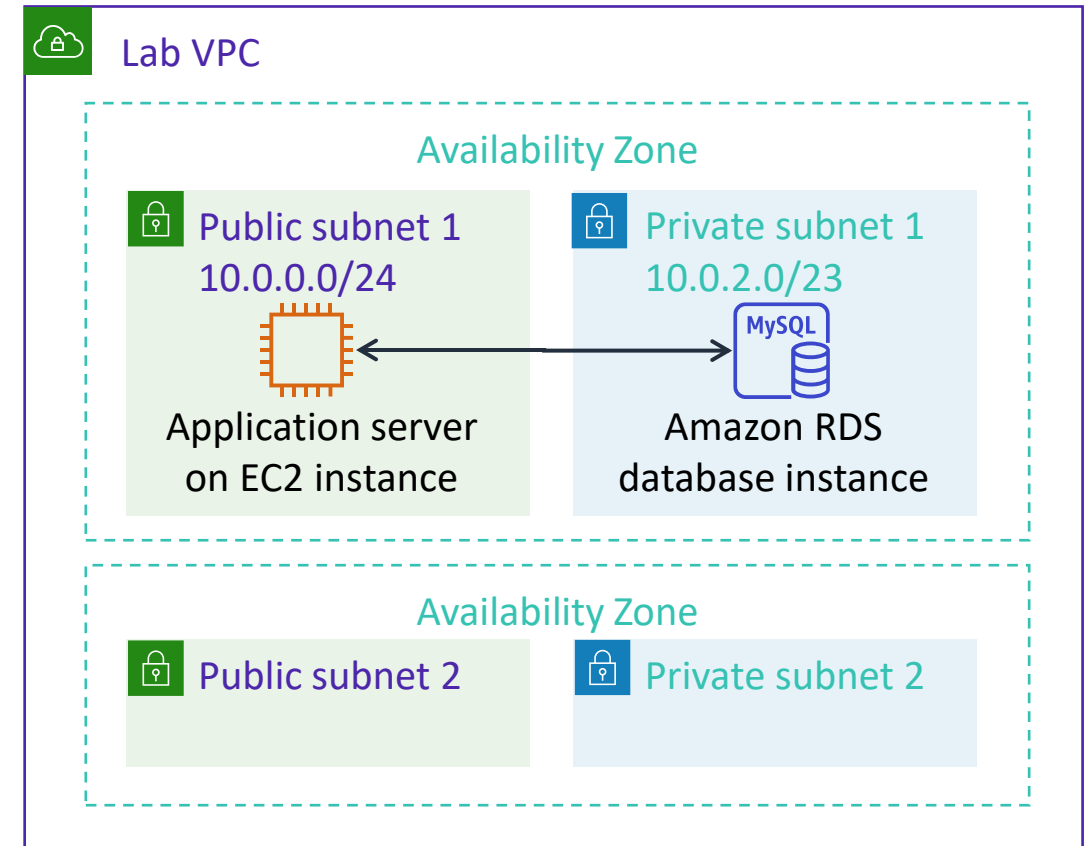 Lab VPC
Availability Zone
Public subnet 1
10.0.0.0/24
Application server
on EC2 instance
Private subnet 1
10.0.2.0/23
MySQL
Amazon RDS
database instance
Availability Zone
Public subnet 2
Private subnet 2